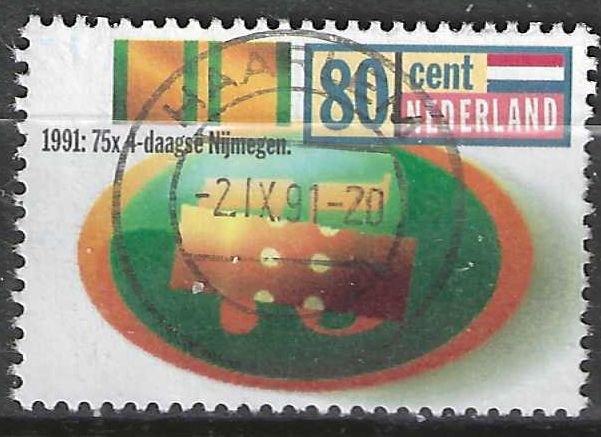 80 cent
NEDERLAND
1991: 75x 4-daagse Nijmegen.
-2.IX.91-20